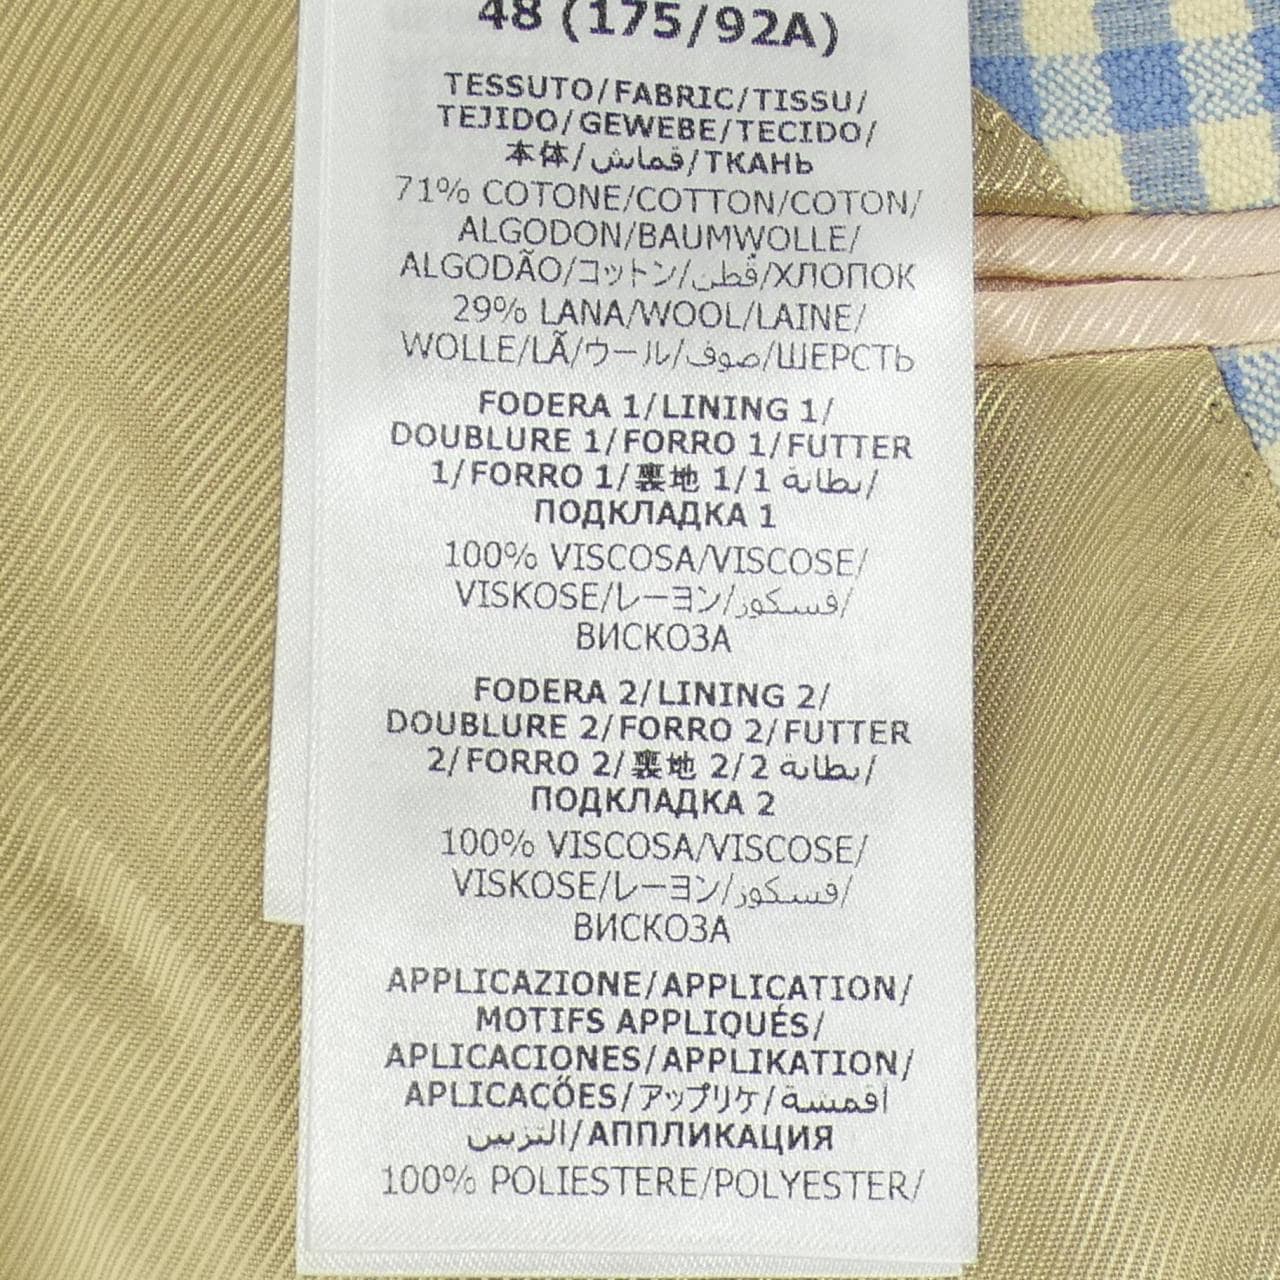 48 (175/92A)
TESSUTO/FABRIC/TISSU/
TEJIDO/GEWEBE/TECIDO/
本体/قماش/ТКАНЬ
71% COTONE/COTTON/COTON/
ALGODON/BAUMWOLLE/
ALGODÃO/コットン/قطن/ХЛОПОК
29% LANA/WOOL/LAINE/
WOLLE/LÃ/ウール/صوف/ШЕРСТЬ
FODERA 1/LINING 1/
DOUBLURE 1/FORRO 1/FUTTER
1/FORRO 1/裏地 1/1 بطانة/
ПОДКЛАДКА 1
100% VISCOSA/VISCOSE/
VISKOSE/レーヨン/فسكوز/
ВИСКОЗА
FODERA 2/LINING 2/
DOUBLURE 2/FORRO 2/FUTTER
2/FORRO 2/裏地 2/2 بطانة/
ПОДКЛАДКА 2
100% VISCOSA/VISCOSE/
VISKOSE/レーヨン/فسكوز/
ВИСКОЗА
APPLICAZIONE/APPLICATION/
MOTIFS APPLIQUÉS/
APLICACIONES/APPLIKATION/
APLICAÇÕES/アップリケ/أقمشة
التزيين/АППЛИКАЦИЯ
100% POLIESTERE/POLYESTER/